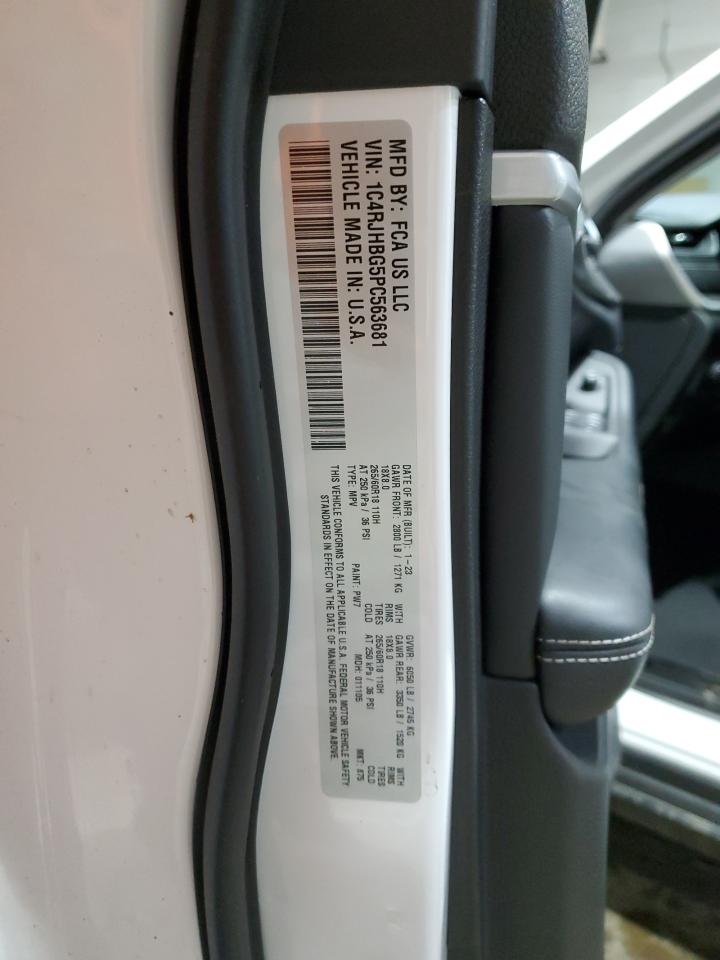 MFD BY: FCA US LLC
VIN: 1C4RJHBG5PC563681
VEHICLE MADE IN: U.S.A.
DATE OF MFR (BUILT): 1-23 GVWR: 6050 LB / 2745 KG
GAWR FRONT: 2800 LB / 1271 KG WITH GAWR REAR: 3350 LB / 1520 KG WITH
18X8.0 RIMS 18X8.0 RIMS
265/60R18 110H TIRES 265/60R18 110H TIRES
AT 250 kPa / 36 PSI COLD AT 250 kPa / 36 PSI COLD
TYPE: MPV PAINT: PW7 MDH: 011105 MKT: 875
THIS VEHICLE CONFORMS TO ALL APPLICABLE U.S.A. FEDERAL MOTOR VEHICLE SAFETY
STANDARDS IN EFFECT ON THE DATE OF MANUFACTURE SHOWN ABOVE.